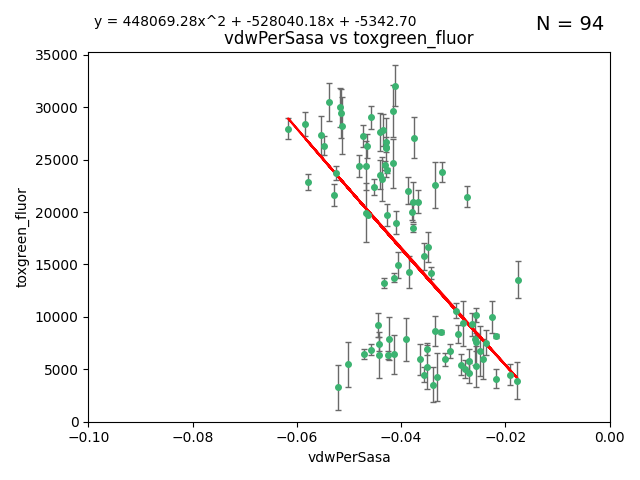 y = 448069.28x^2 + -528040.18x + -5342.70
N = 94
vdwPerSasa vs toxgreen_fluor
35000
30000
25000
20000
15000
10000
5000
0
toxgreen_fluor
−0.10 −0.08 −0.06 −0.04 −0.02 0.00
vdwPerSasa